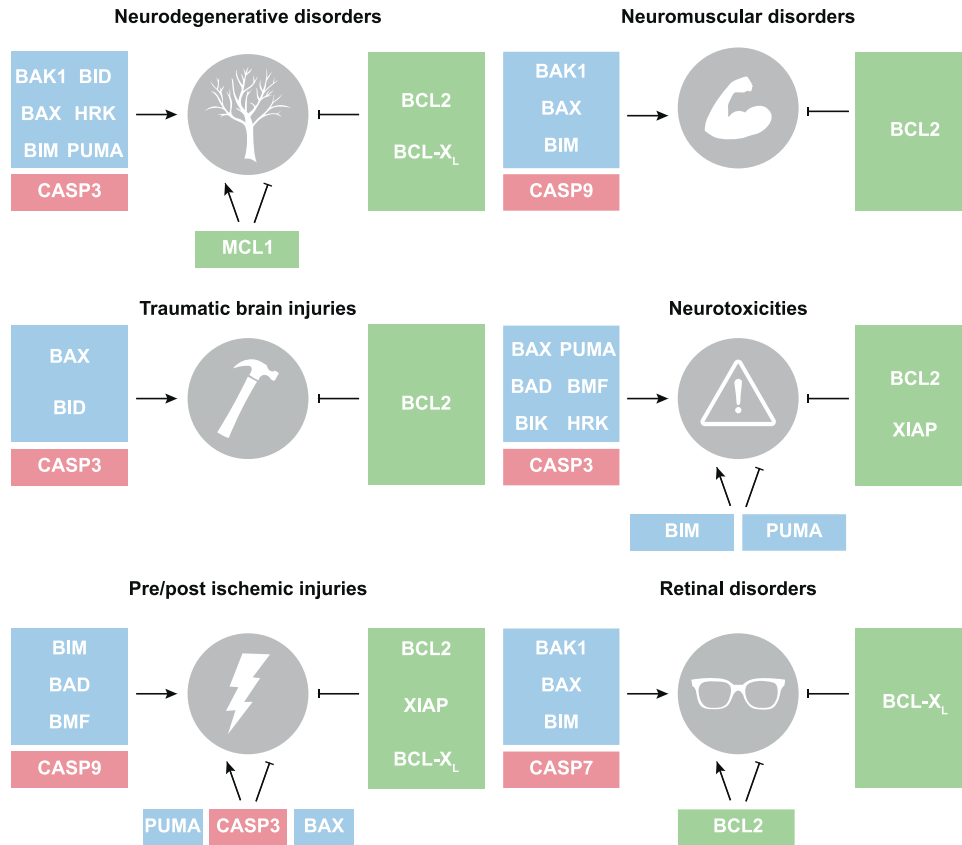 Neurodegenerative disorders
BAK1 BID
BAX HRK
BIM PUMA
CASP3
BCL2
BCL-XL
MCL1
Neuromuscular disorders
BAK1
BAX
BIM
CASP9
BCL2
Traumatic brain injuries
BAX
BID
CASP3
BCL2
Neurotoxicities
BAX PUMA
BAD BMF
BIK HRK
CASP3
BCL2
XIAP
BIM PUMA
Pre/post ischemic injuries
BIM
BAD
BMF
CASP9
BCL2
XIAP
BCL-XL
PUMA CASP3 BAX
Retinal disorders
BAK1
BAX
BIM
CASP7
BCL-XL
BCL2